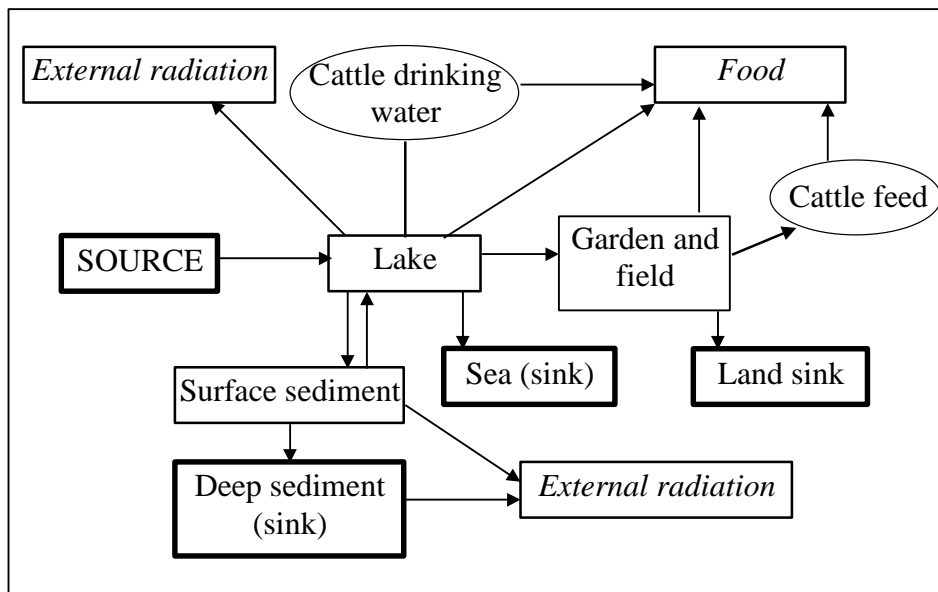 External radiation
Cattle drinking
water
Food
Cattle feed
SOURCE
Lake
Garden and
field
Surface sediment
Sea (sink)
Land sink
Deep sediment
(sink)
External radiation